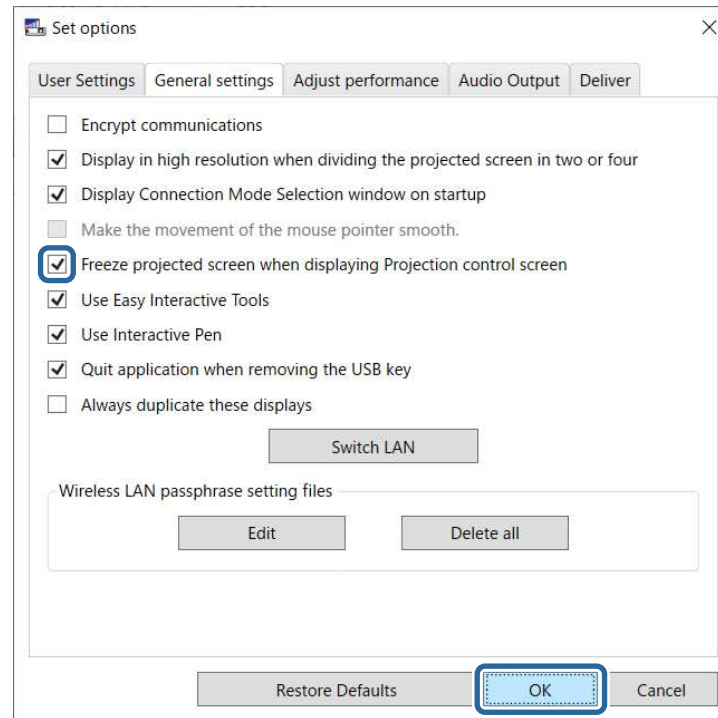 Set options
User Settings General settings Adjust performance Audio Output Deliver
Encrypt communications
Display in high resolution when dividing the projected screen in two or four
Display Connection Mode Selection window on startup
Make the movement of the mouse pointer smooth.
Freeze projected screen when displaying Projection control screen
Use Easy Interactive Tools
Use Interactive Pen
Quit application when removing the USB key
Always duplicate these displays
Switch LAN
Wireless LAN passphrase setting files
Edit Delete all
Restore Defaults OK Cancel